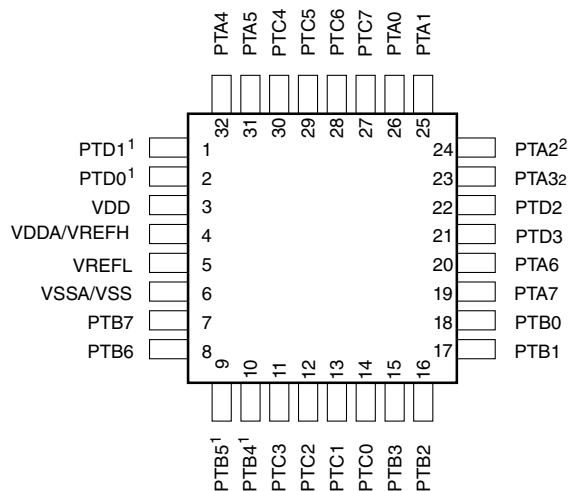 PTA4 PTA5 PTC4 PTC5 PTC6 PTC7 PTA0 PTA1
32 31 30 29 28 27 26 25
PTD1¹ 1 24 PTA2²
PTD0¹ 2 23 PTA32
VDD 3 22 PTD2
VDDA/VREFH 4 21 PTD3
VREFL 5 20 PTA6
VSSA/VSS 6 19 PTA7
PTB7 7 18 PTB0
PTB6 8 17 PTB1
9 10 11 12 13 14 15 16
PTB5¹ PTB4¹ PTC3 PTC2 PTC1 PTC0 PTB3 PTB2